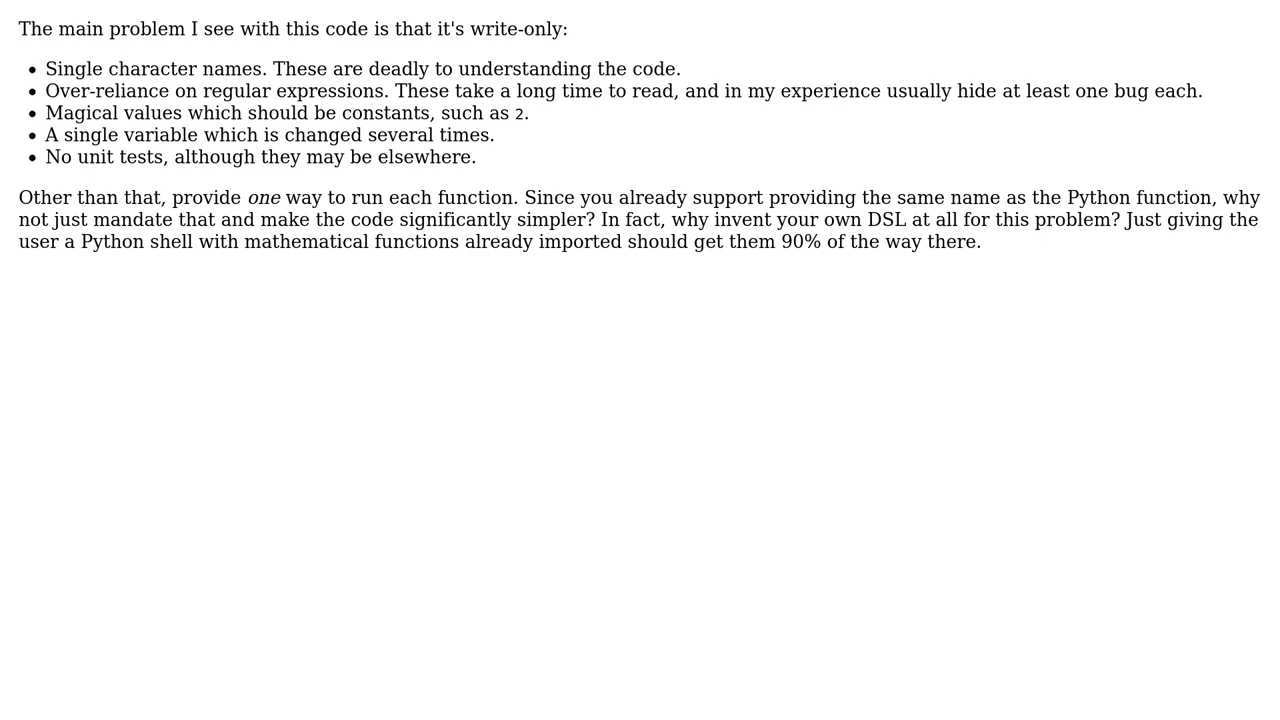 The main problem I see with this code is that it's write-only:
• Single character names. These are deadly to understanding the code.
• Over-reliance on regular expressions. These take a long time to read, and in my experience usually hide at least one bug each.
• Magical values which should be constants, such as 2.
• A single variable which is changed several times.
• No unit tests, although they may be elsewhere.
Other than that, provide one way to run each function. Since you already support providing the same name as the Python function, why
not just mandate that and make the code significantly simpler? In fact, why invent your own DSL at all for this problem? Just giving the
user a Python shell with mathematical functions already imported should get them 90% of the way there.